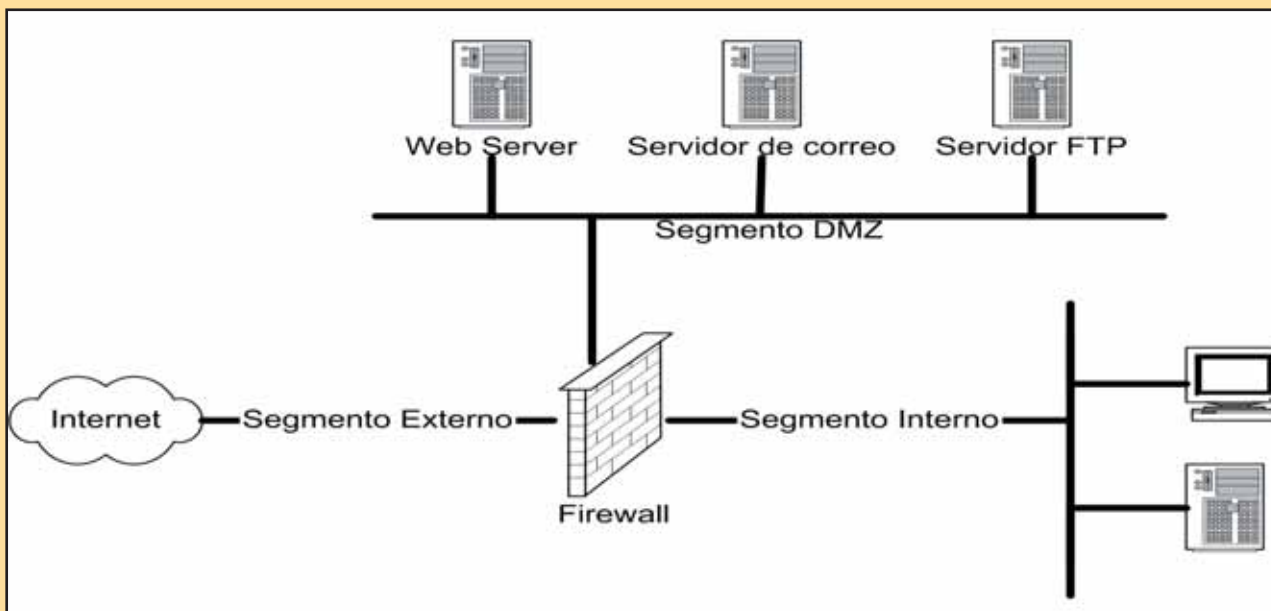 Web Server
Servidor de correo
Servidor FTP
Segmento DMZ
Internet
Segmento Externo
Segmento Interno
Firewall